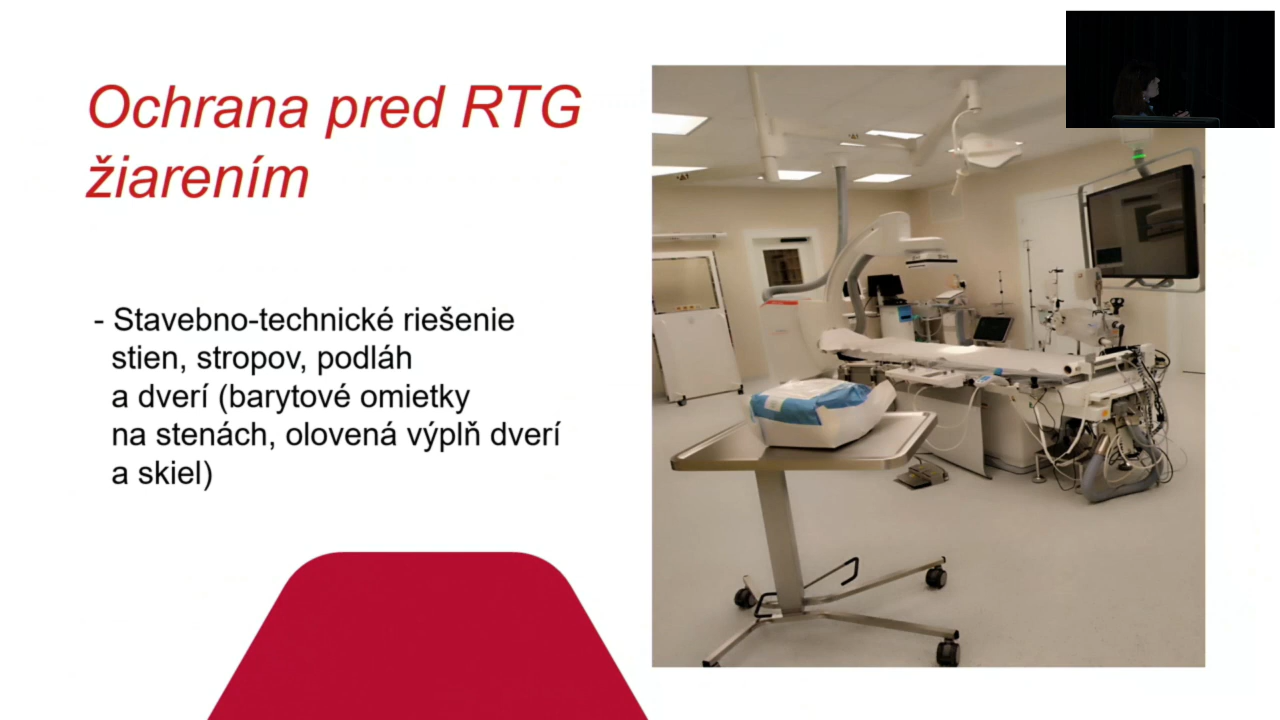 Ochrana pred RTG
žiarením
- Stavebno-technické riešenie
stien, stropov, podláh
a dverí (barytové omietky
na stenách, olovená výplň dverí
a skiel)